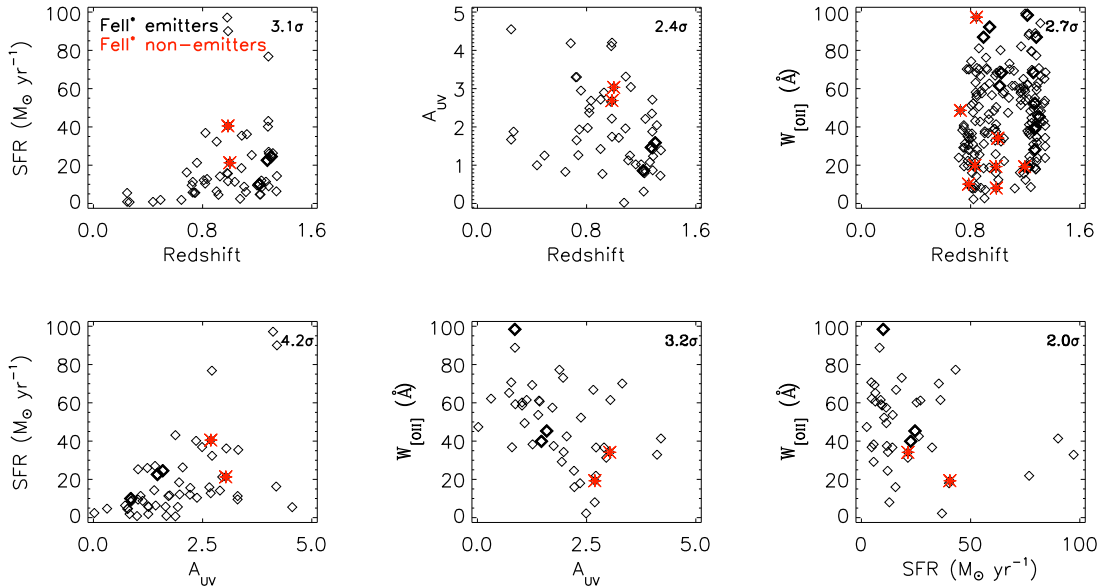 FeII* emitters
FeII* non-emitters
3.1σ
SFR (M⊙ yr⁻¹)
100
80
60
40
20
0
0.0 0.8 1.6
Redshift
2.4σ
A_UV
5
4
3
2
1
0
0.0 0.8 1.6
Redshift
2.7σ
W_[OII] (Å)
100
80
60
40
20
0
0.0 0.8 1.6
Redshift
4.2σ
SFR (M⊙ yr⁻¹)
100
80
60
40
20
0
0.0 2.5 5.0
A_UV
3.2σ
W_[OII] (Å)
100
80
60
40
20
0
0.0 2.5 5.0
A_UV
2.0σ
W_[OII] (Å)
100
80
60
40
20
0
0 50 100
SFR (M⊙ yr⁻¹)